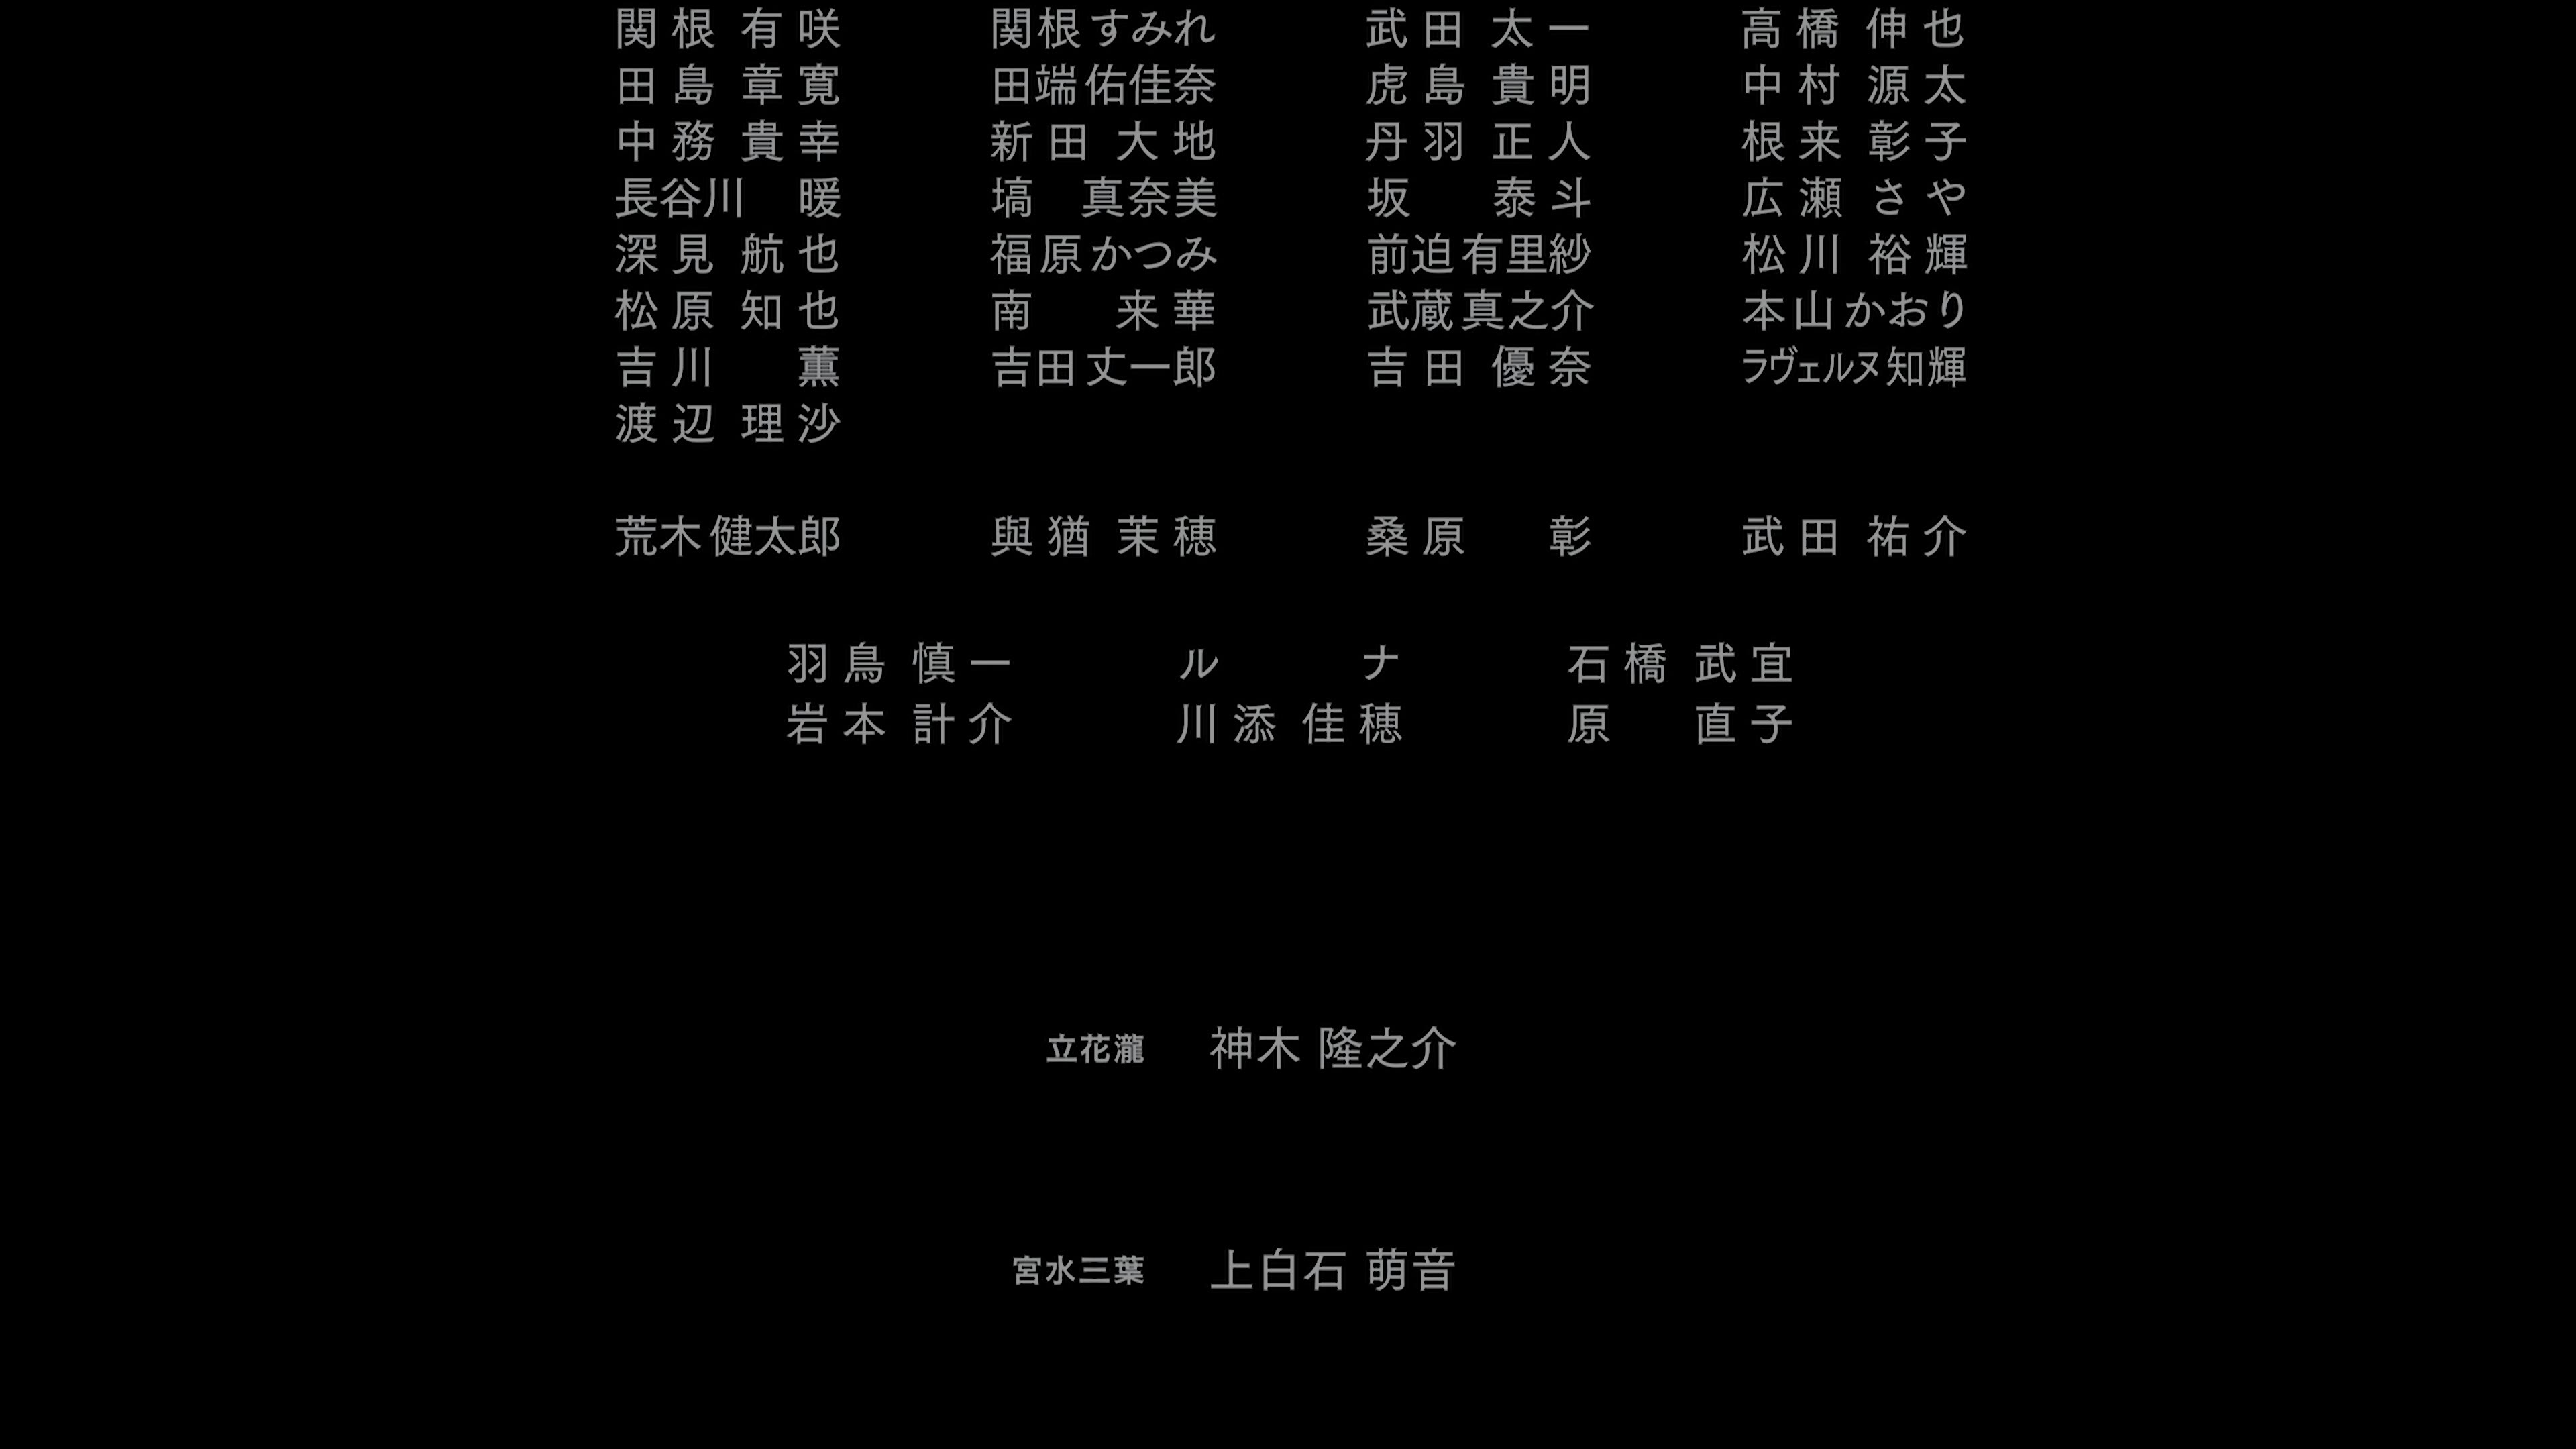 関根 有咲 関根すみれ 武田 太一 高橋 伸也
田島 章寛 田端佑佳奈 虎島 貴明 中村 源太
中務 貴幸 新田 大地 丹羽 正人 根来 彰子
長谷川 暖 塙 真奈美 坂 泰斗 広瀬 さや
深見 航也 福原かつみ 前迫有里紗 松川 裕輝
松原 知也 南 来華 武蔵真之介 本山かおり
吉川 薫 吉田丈一郎 吉田 優奈 ラヴェルヌ知輝
渡辺 理沙
荒木健太郎 與猶 茉穂 桑原 彰 武田 祐介
羽鳥 慎一 ルナ 石橋 武宜
岩本 計介 川添 佳穂 原 直子
立花瀧 神木 隆之介
宮水三葉 上白石 萌音